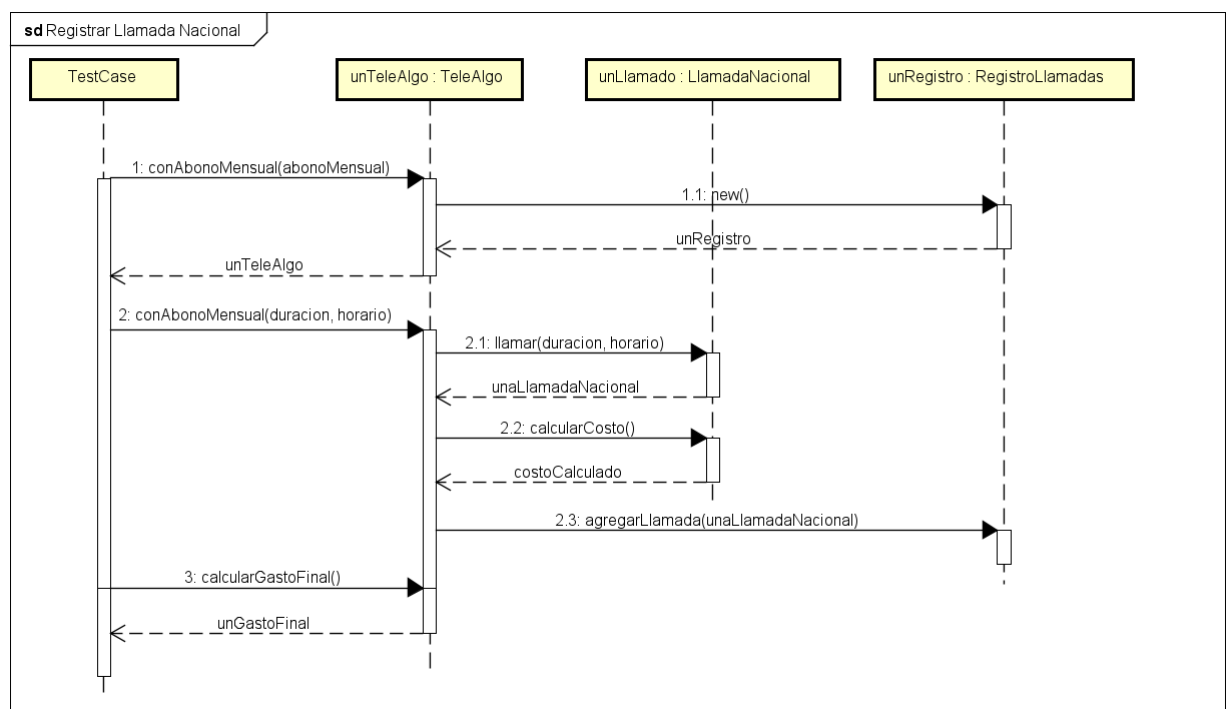 sd Registrar Llamada Nacional
TestCase
unTeleAlgo : TeleAlgo
unLlamado : LlamadaNacional
unRegistro : RegistroLlamadas
1: conAbonoMensual(abonoMensual)
1.1: new()
unRegistro
unTeleAlgo
2: conAbonoMensual(duracion, horario)
2.1: llamar(duracion, horario)
unaLlamadaNacional
2.2: calcularCosto()
costoCalculado
2.3: agregarLlamada(unaLlamadaNacional)
3: calcularGastoFinal()
unGastoFinal